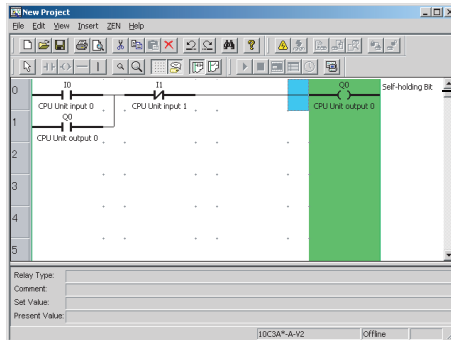 New Project
File Edit View Insert ZEN Help
0 I0 I1 Q0 Self-holding Bit
CPU Unit input 0 CPU Unit input 1 CPU Unit output 0
1 Q0
CPU Unit output 0
2
3
4
5
Relay Type:
Comment:
Set Value:
Present Value:
10C3A*-A-V2 Offline